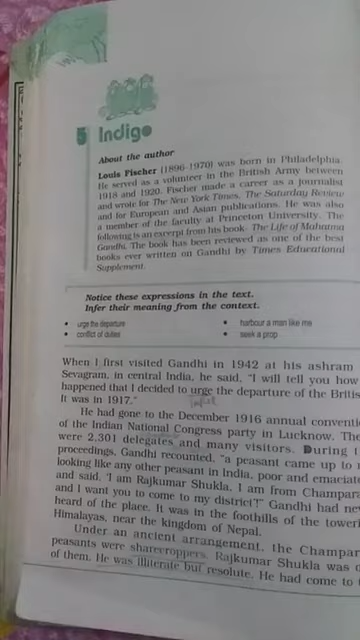 5 Indigo
About the author
Louis Fischer (1896-1970) was born in Philadelphia.
He served as a volunteer in the British Army between
1918 and 1920. Fischer made a career as a journalist
and wrote for The New York Times, The Saturday Review
and for European and Asian publications. He was also
a member of the faculty at Princeton University. The
following is an excerpt from his book- The Life of Mahatma
Gandhi. The book has been reviewed as one of the best
books ever written on Gandhi by Times Educational
Supplement.
Notice these expressions in the text.
Infer their meaning from the context.
• urge the departure
• harbour a man like me
• conflict of duties
• seek a prop
When I first visited Gandhi in 1942 at his ashram
Sevagram, in central India, he said, "I will tell you how
happened that I decided to urge the departure of the Britis
It was in 1917."
He had gone to the December 1916 annual conventi
of the Indian National Congress party in Lucknow. The
were 2,301 delegates and many visitors. During t
proceedings, Gandhi recounted, "a peasant came up to
looking like any other peasant in India, poor and emaciate
and said, 'I am Rajkumar Shukla. I am from Champar
and I want you to come to my district'!" Gandhi had nev
heard of the place. It was in the foothills of the toweri
Himalayas, near the kingdom of Nepal.
Under an ancient arrangement, the Champar
peasants were sharecroppers. Rajkumar Shukla was o
of them. He was illiterate but resolute. He had come to